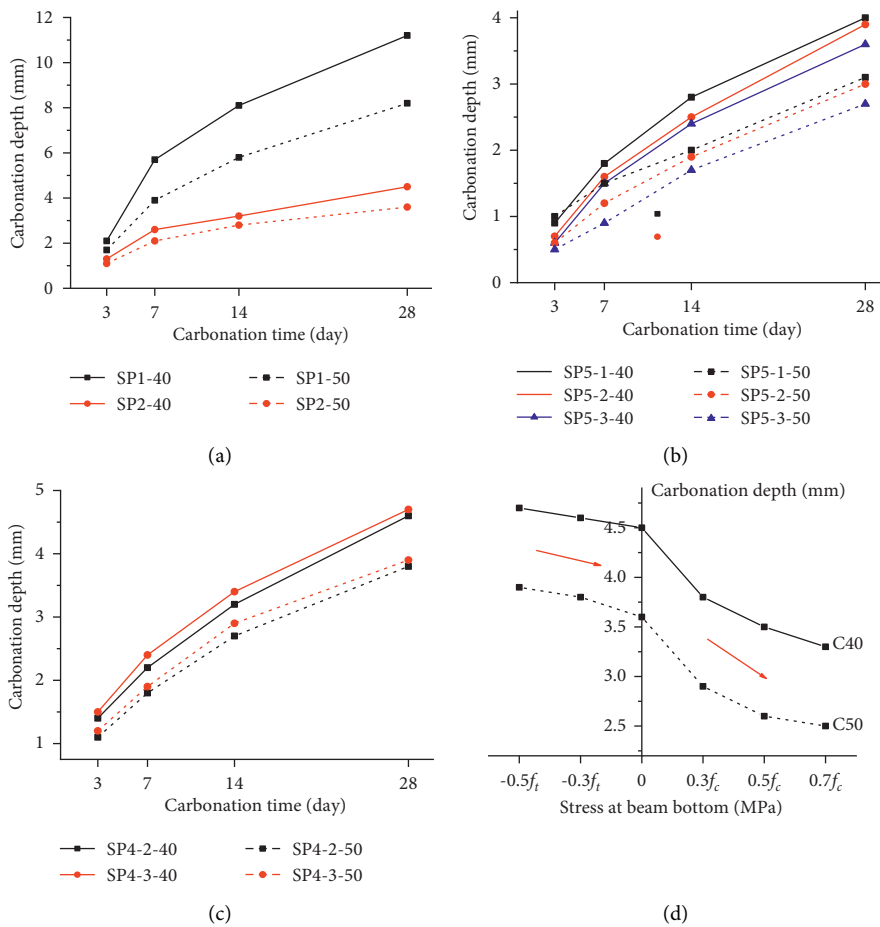 12
10
8
6
4
2
0
Carbonation depth (mm)
3 7 14 28
Carbonation time (day)
SP1-40 SP1-50
SP2-40 SP2-50
(a)
4
3
2
1
0
Carbonation depth (mm)
3 7 14 28
Carbonation time (day)
SP5-1-40 SP5-1-50
SP5-2-40 SP5-2-50
SP5-3-40 SP5-3-50
(b)
5
4
3
2
1
Carbonation depth (mm)
3 7 14 28
Carbonation time (day)
SP4-2-40 SP4-2-50
SP4-3-40 SP4-3-50
(c)
Carbonation depth (mm)
4.5
4.0
3.5
3.0
2.5
C40
C50
-0.5ft -0.3ft 0 0.3fc 0.5fc 0.7fc
Stress at beam bottom (MPa)
(d)